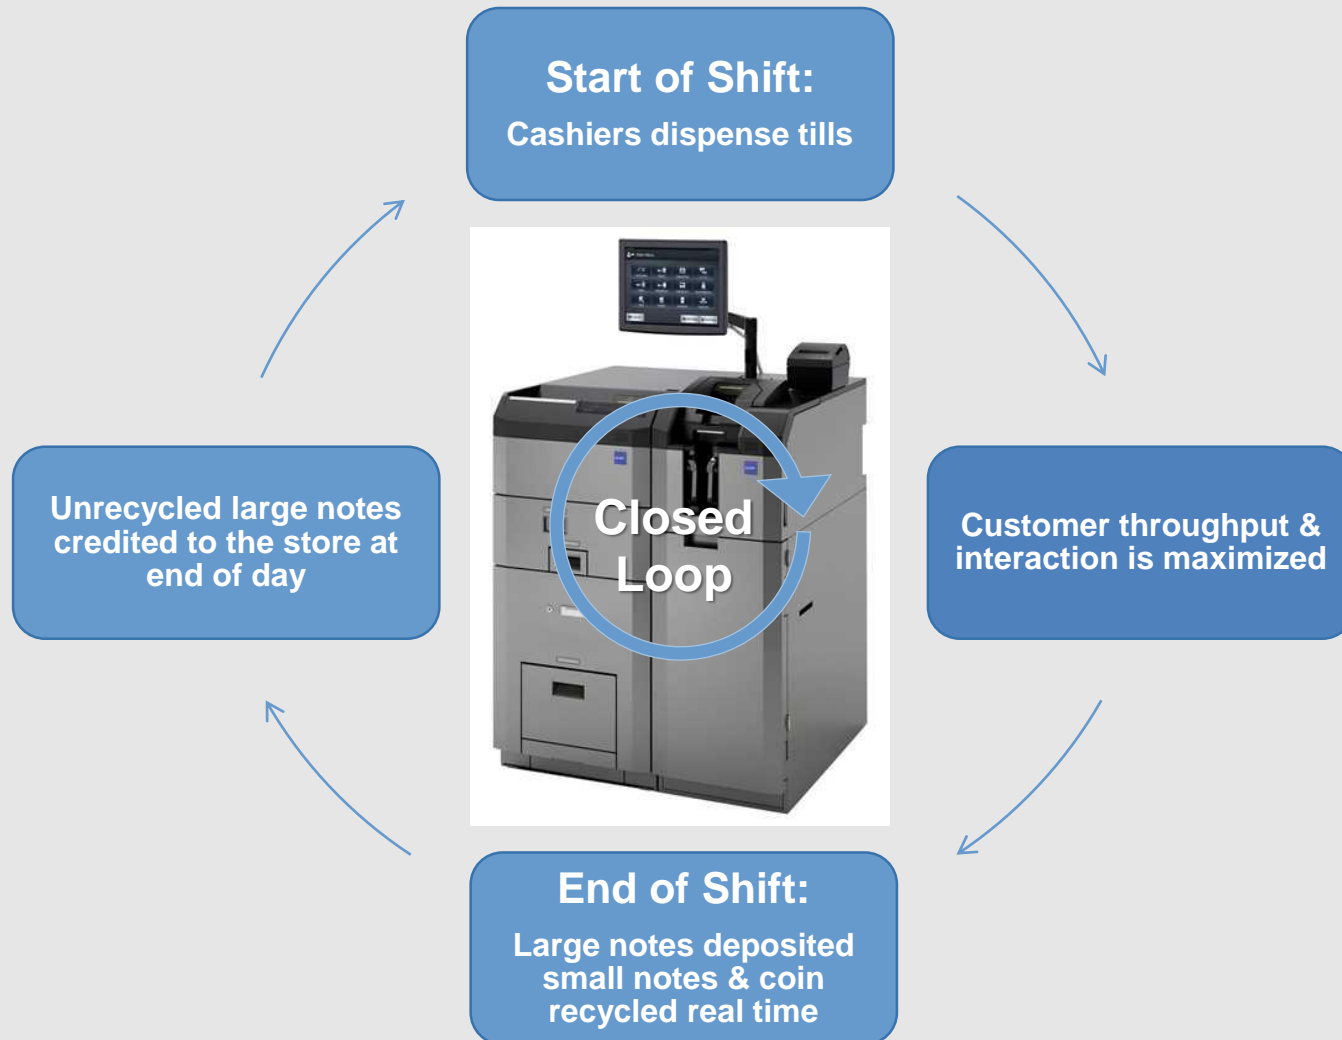 Start of Shift:
Cashiers dispense tills
Closed
Loop
Customer throughput &
interaction is maximized
End of Shift:
Large notes deposited
small notes & coin
recycled real time
Unrecycled large notes
credited to the store at
end of day